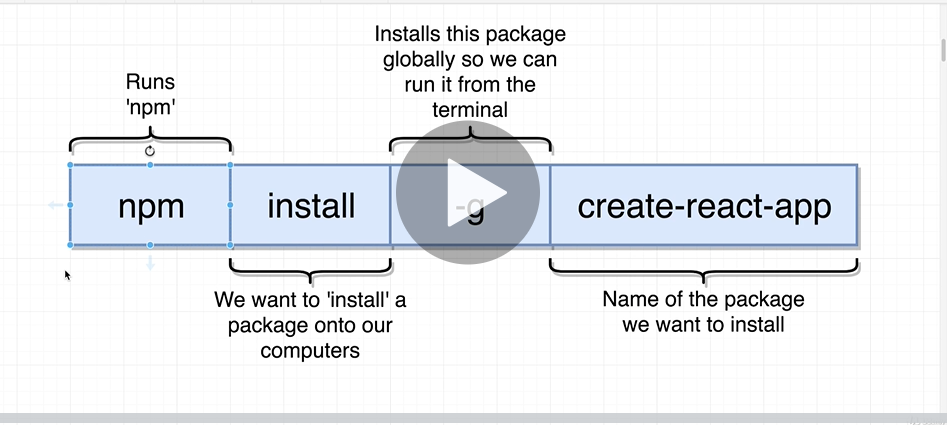 Installs this package
globally so we can
run it from the
terminal
Runs
'npm'
npm
install
-g
create-react-app
We want to 'install' a
package onto our
computers
Name of the package
we want to install